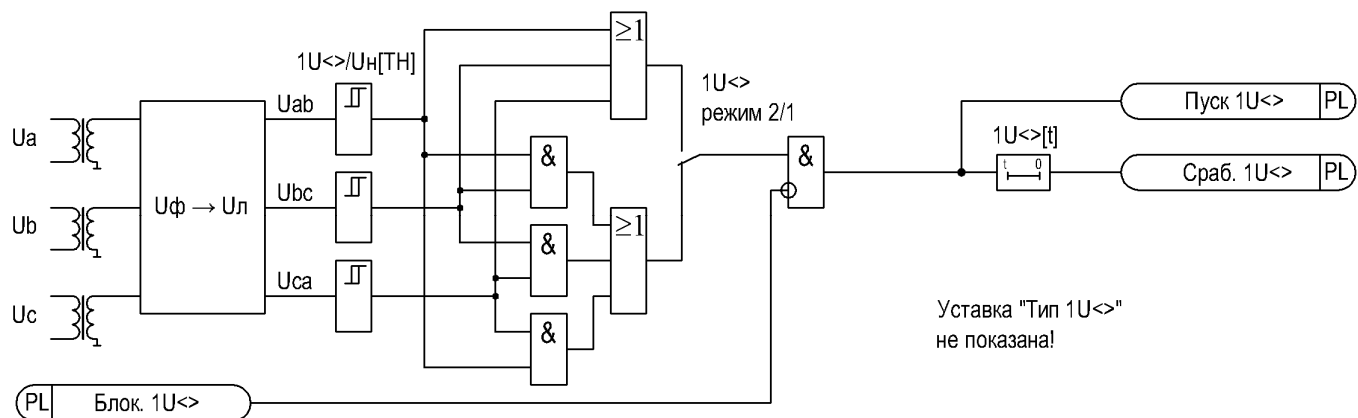 ≥1
1U<>/Uн[ТН]
Uab
1U<>
режим 2/1
Пуск 1U<> PL
Ua
&
&
1U<>[t]
t 0
Сраб. 1U<> PL
Ub
Uф → Uл
Ubc
≥1
&
Uca
Uc
&
Уставка "Тип 1U<>"
не показана!
PL Блок. 1U<>